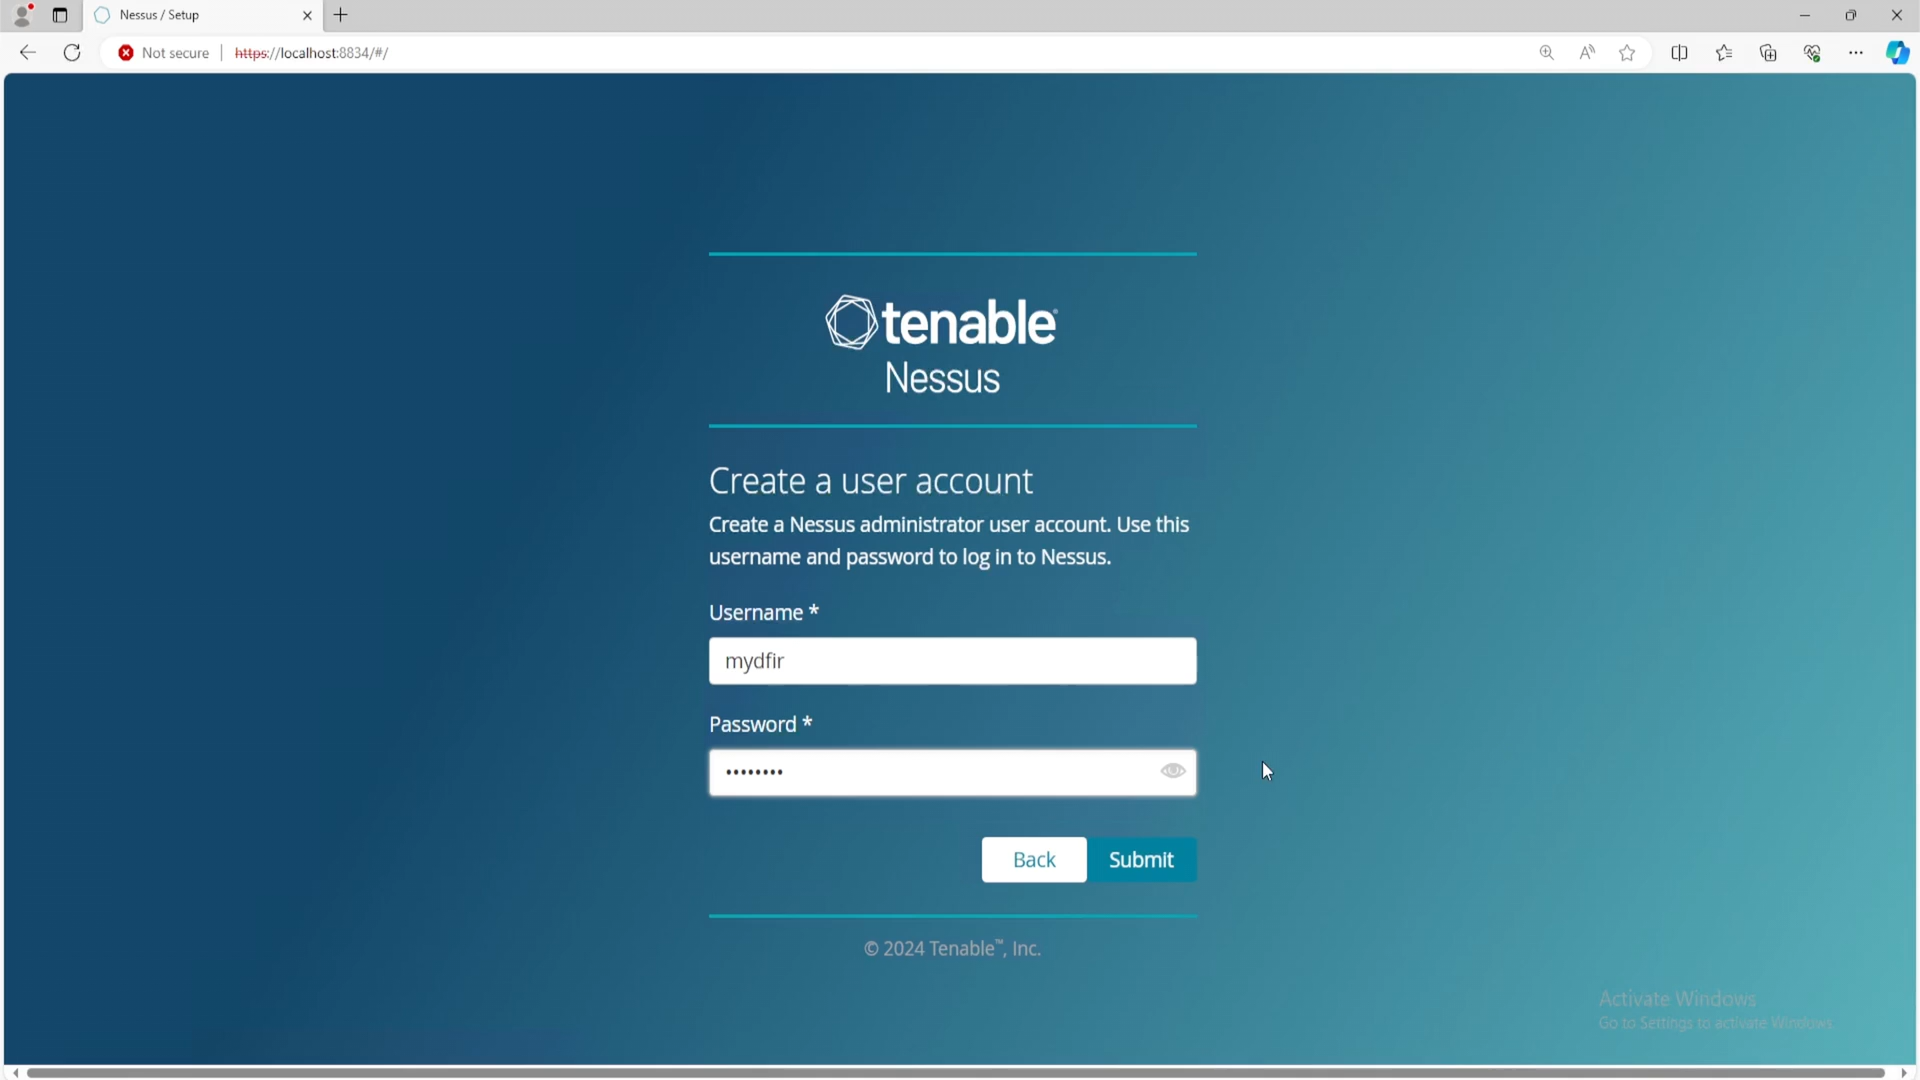 Nessus / Setup
Not secure
https://localhost:8834/#/
tenable
Nessus
Create a user account
Create a Nessus administrator user account. Use this
username and password to log in to Nessus.
Username *
mydfir
Password *
••••••••
Back
Submit
© 2024 Tenable™, Inc.
Activate Windows
Go to Settings to activate Windows.